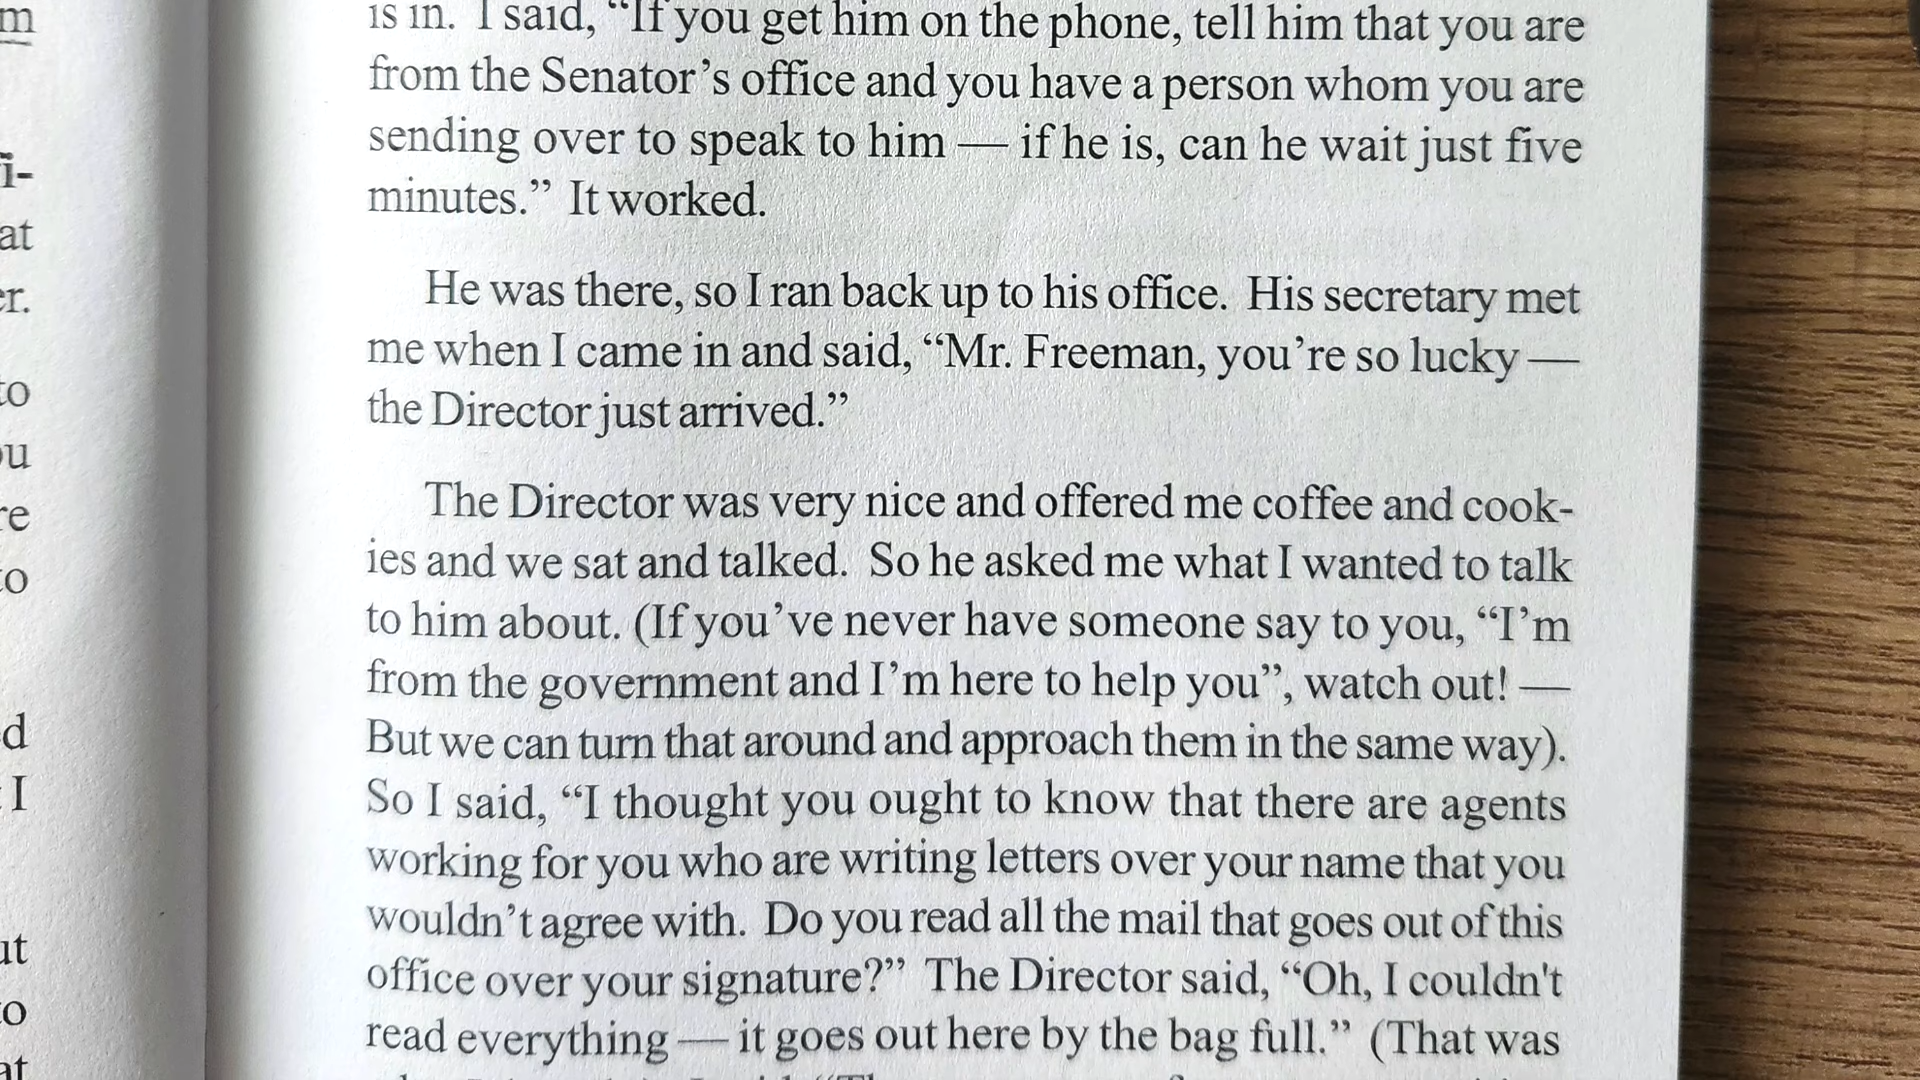 is in.  I said, “If you get him on the phone, tell him that you are
from the Senator’s office and you have a person whom you are
sending over to speak to him — if he is, can he wait just five
minutes.”  It worked.
He was there, so I ran back up to his office.  His secretary met
me when I came in and said, “Mr. Freeman, you’re so lucky —
the Director just arrived.”
The Director was very nice and offered me coffee and cook-
ies and we sat and talked.  So he asked me what I wanted to talk
to him about. (If you’ve never have someone say to you, “I’m
from the government and I’m here to help you”, watch out! —
But we can turn that around and approach them in the same way).
So I said, “I thought you ought to know that there are agents
working for you who are writing letters over your name that you
wouldn’t agree with.  Do you read all the mail that goes out of this
office over your signature?”  The Director said, “Oh, I couldn't
read everything — it goes out here by the bag full.”  (That was